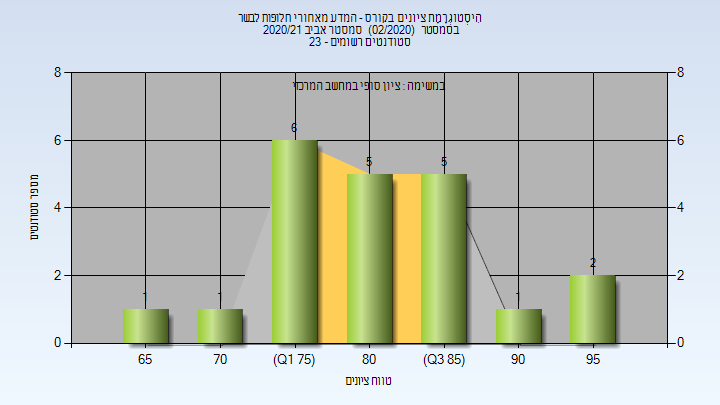 היסטוגרמת ציונים בקורס - המדע מאחורי חלופות לבשר
בסמסטר (02/2020) סמסטר אביב 2020/21
סטודנטים רשומים - 23
במשימה : ציון סופי במחשב המרכזי
8 8
6 6
4 4
2 2
0 0
1 1 6 5 5 1 2
מספר סטודנטים
65 70 (Q1 75) 80 (Q3 85) 90 95
טווח ציונים